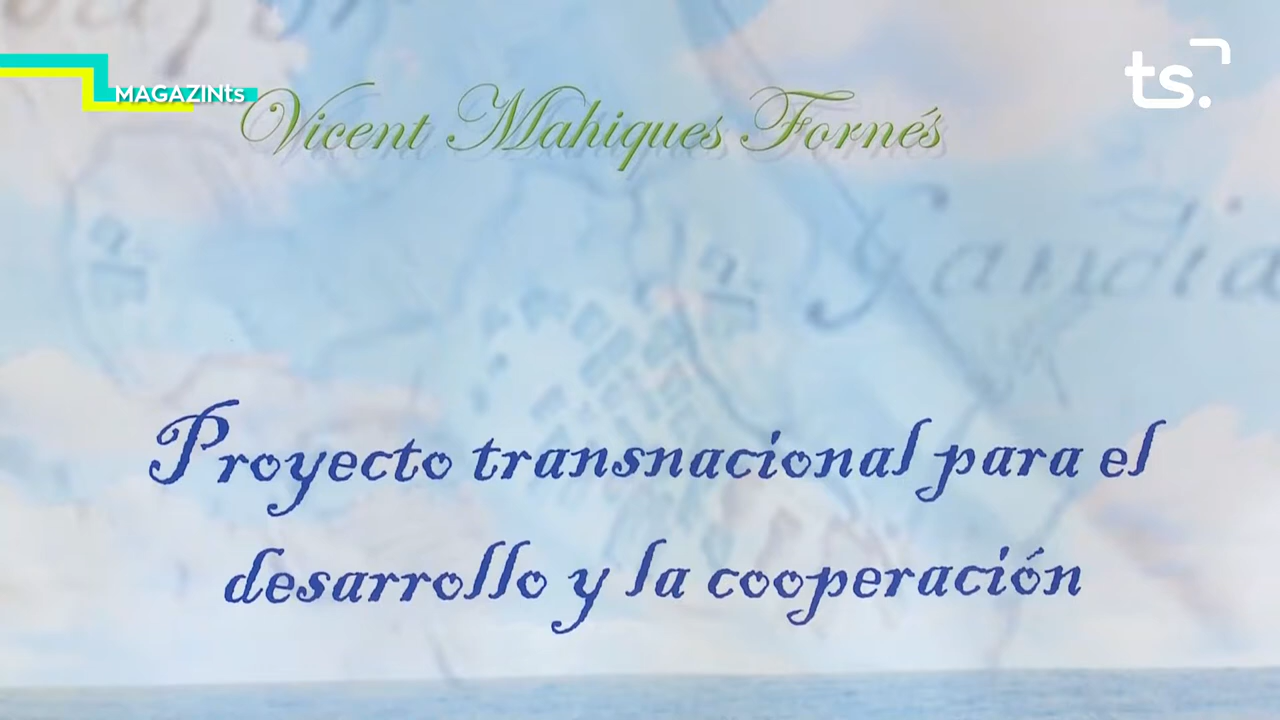 MAGAZINts
ts.
Vicent Mahiques Fornés
Gandia
Proyecto transnacional para el
desarrollo y la cooperación